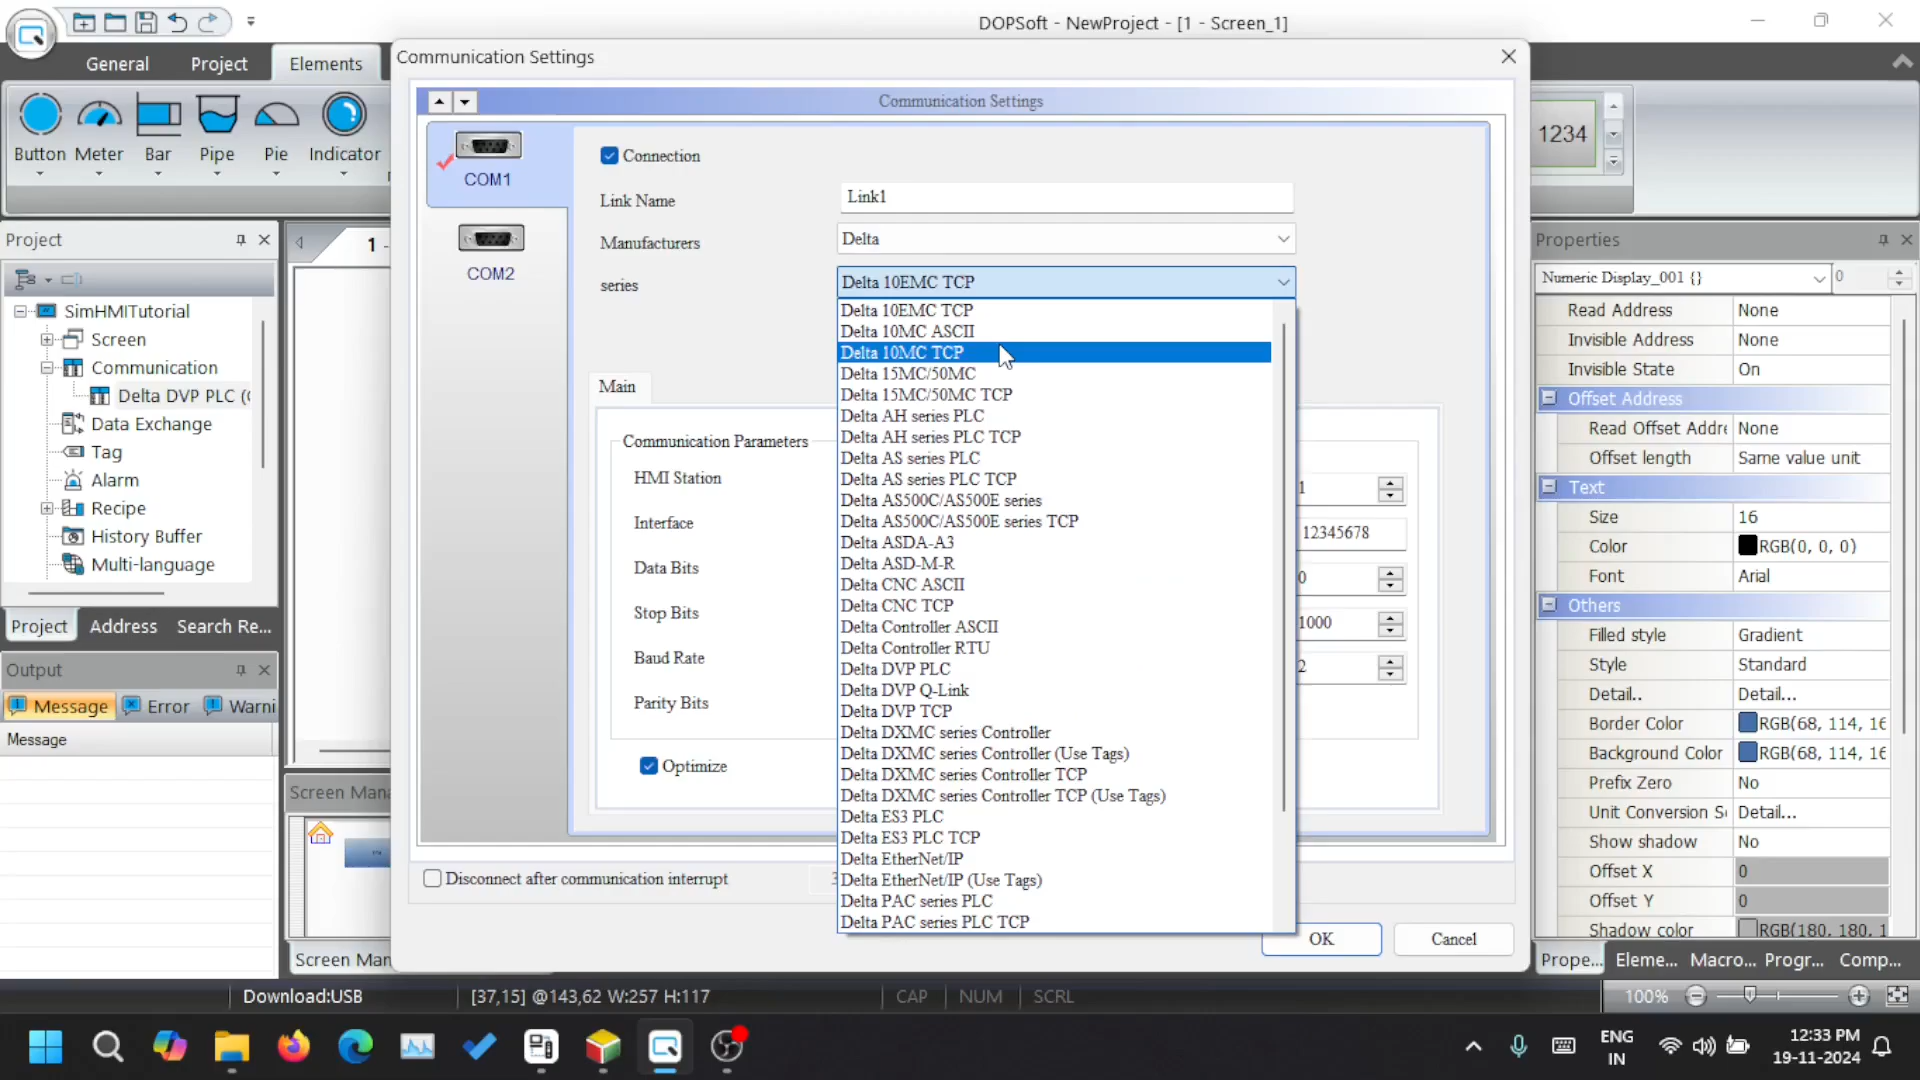 DOPSoft - NewProject - [1 - Screen_1]
General
Project
Elements
Button
Meter
Bar
Pipe
Pie
Indicator
1234
Communication Settings
Communication Settings
COM1
COM2
Connection
Link Name
Link1
Manufacturers
Delta
series
Delta 10EMC TCP
Delta 10EMC TCP
Delta 10MC ASCII
Delta 10MC TCP
Delta 15MC/50MC
Delta 15MC/50MC TCP
Delta AH series PLC
Delta AH series PLC TCP
Delta AS series PLC
Delta AS series PLC TCP
Delta AS500C/AS500E series
Delta AS500C/AS500E series TCP
Delta ASDA-A3
Delta ASD-M-R
Delta CNC ASCII
Delta CNC TCP
Delta Controller ASCII
Delta Controller RTU
Delta DVP PLC
Delta DVP Q-Link
Delta DVP TCP
Delta DXMC series Controller
Delta DXMC series Controller (Use Tags)
Delta DXMC series Controller TCP
Delta DXMC series Controller TCP (Use Tags)
Delta ES3 PLC
Delta ES3 PLC TCP
Delta EtherNet/IP
Delta EtherNet/IP (Use Tags)
Delta PAC series PLC
Delta PAC series PLC TCP
Main
Communication Parameters
HMI Station
Interface
Data Bits
Stop Bits
Baud Rate
Parity Bits
1
12345678
0
1000
2
Optimize
Disconnect after communication interrupt
3
OK
Cancel
Project
SimHMITutorial
Screen
Communication
Delta DVP PLC (
Data Exchange
Tag
Alarm
Recipe
History Buffer
Multi-language
Project
Address
Search Re...
Output
Message
Error
Warni
Message
1 -
Screen Mana
Screen Man
Properties
Numeric Display_001 {}
0
Read Address None
Invisible Address None
Invisible State On
Offset Address
Read Offset Addre None
Offset length Same value unit
Text
Size 16
Color RGB(0, 0, 0)
Font Arial
Others
Filled style Gradient
Style Standard
Detail.. Detail...
Border Color RGB(68, 114, 16
Background Color RGB(68, 114, 16
Prefix Zero No
Unit Conversion S Detail...
Show shadow No
Offset X 0
Offset Y 0
Shadow color RGB(180, 180, 1
Prope...
Eleme...
Macro...
Progr...
Comp...
Download:USB
[37,15] @143,62 W:257 H:117
CAP
NUM
SCRL
100%
ENG
IN
12:33 PM
19-11-2024